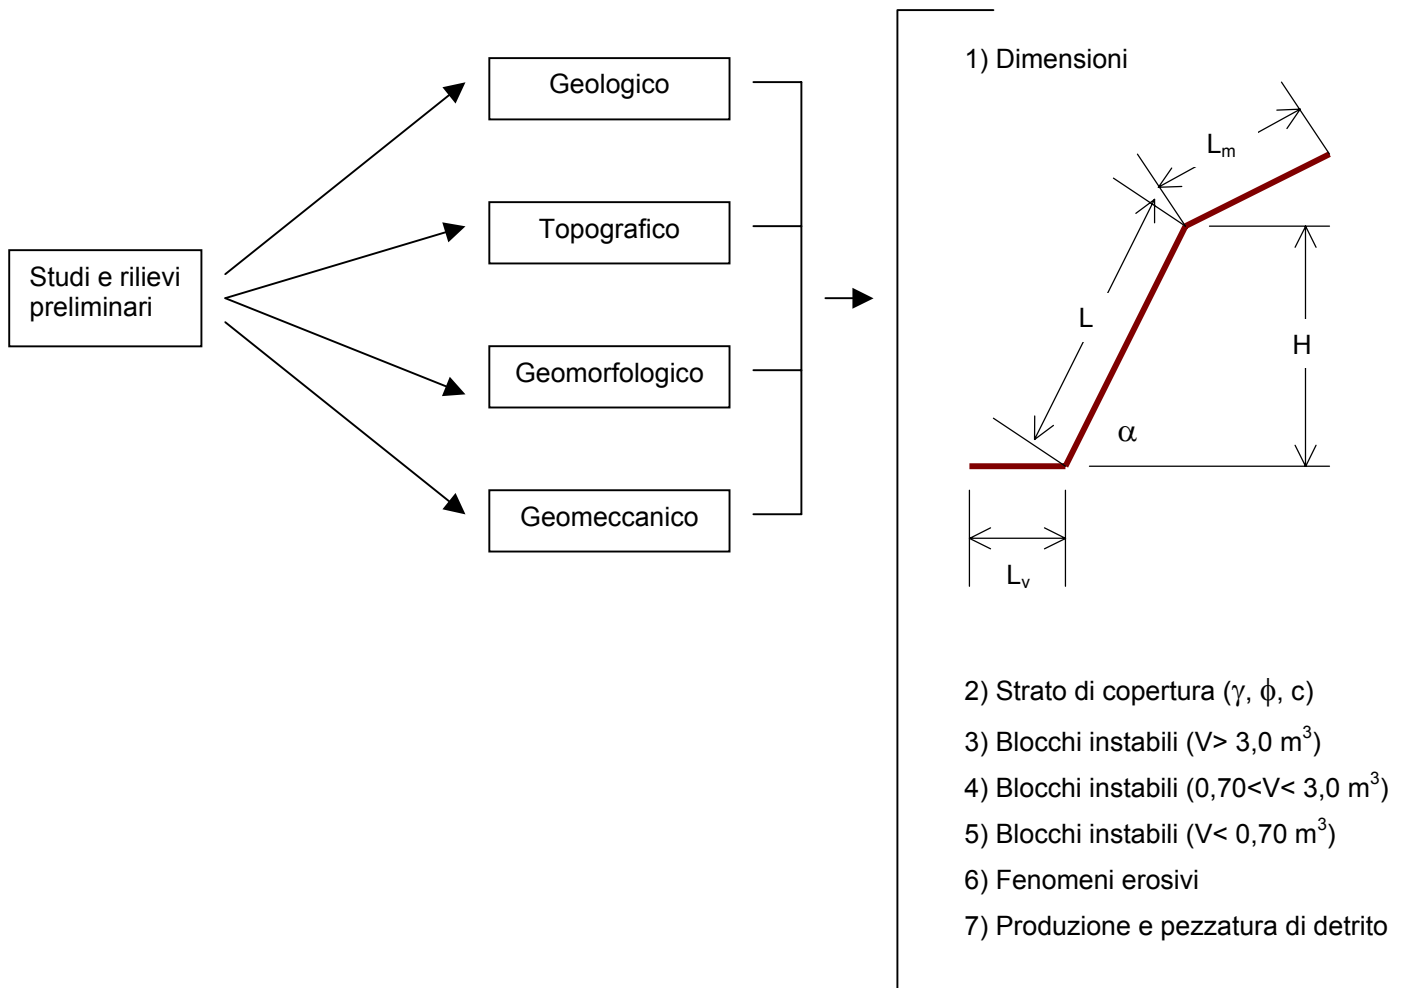 Studi e rilievi
preliminari
Geologico
Topografico
Geomorfologico
Geomeccanico
1) Dimensioni
Lm
L
H
α
Lv
2) Strato di copertura (γ, ϕ, c)
3) Blocchi instabili (V> 3,0 m³)
4) Blocchi instabili (0,70<V< 3,0 m³)
5) Blocchi instabili (V< 0,70 m³)
6) Fenomeni erosivi
7) Produzione e pezzatura di detrito